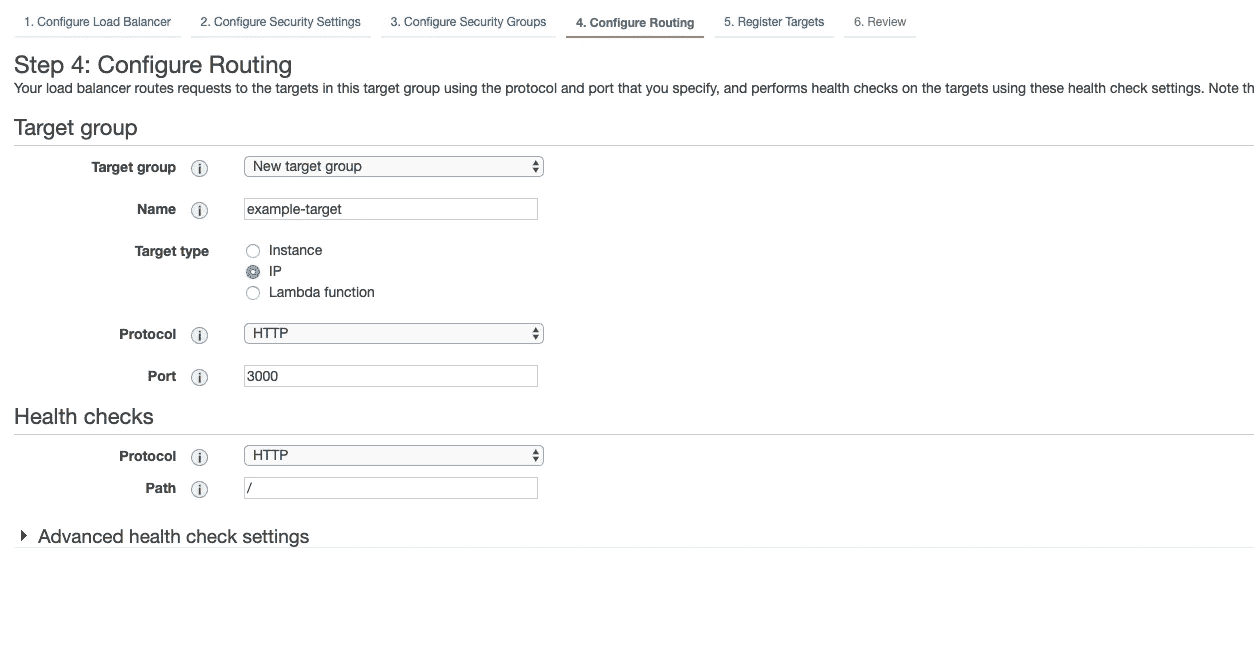 1. Configure Load Balancer 2. Configure Security Settings 3. Configure Security Groups 4. Configure Routing 5. Register Targets 6. Review
Step 4: Configure Routing
Your load balancer routes requests to the targets in this target group using the protocol and port that you specify, and performs health checks on the targets using these health check settings. Note th
Target group
Target group i New target group
Name i example-target
Target type Instance
IP
Lambda function
Protocol i HTTP
Port i 3000
Health checks
Protocol i HTTP
Path i /
Advanced health check settings